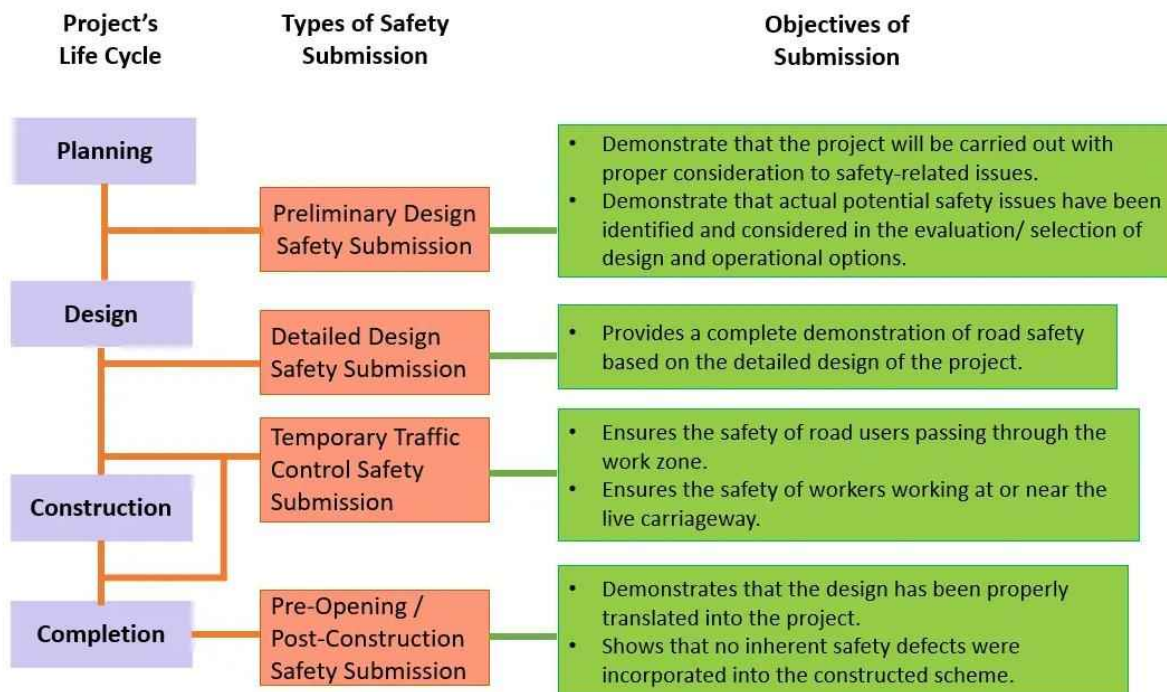 Project's
Life Cycle
Types of Safety
Submission
Objectives of
Submission
Planning
Preliminary Design
Safety Submission
• Demonstrate that the project will be carried out with
proper consideration to safety-related issues.
• Demonstrate that actual potential safety issues have been
identified and considered in the evaluation/ selection of
design and operational options.
Design
Detailed Design
Safety Submission
• Provides a complete demonstration of road safety
based on the detailed design of the project.
Temporary Traffic
Control Safety
Submission
• Ensures the safety of road users passing through the
work zone.
• Ensures the safety of workers working at or near the
live carriageway.
Construction
Completion
Pre-Opening /
Post-Construction
Safety Submission
• Demonstrates that the design has been properly
translated into the project.
• Shows that no inherent safety defects were
incorporated into the constructed scheme.